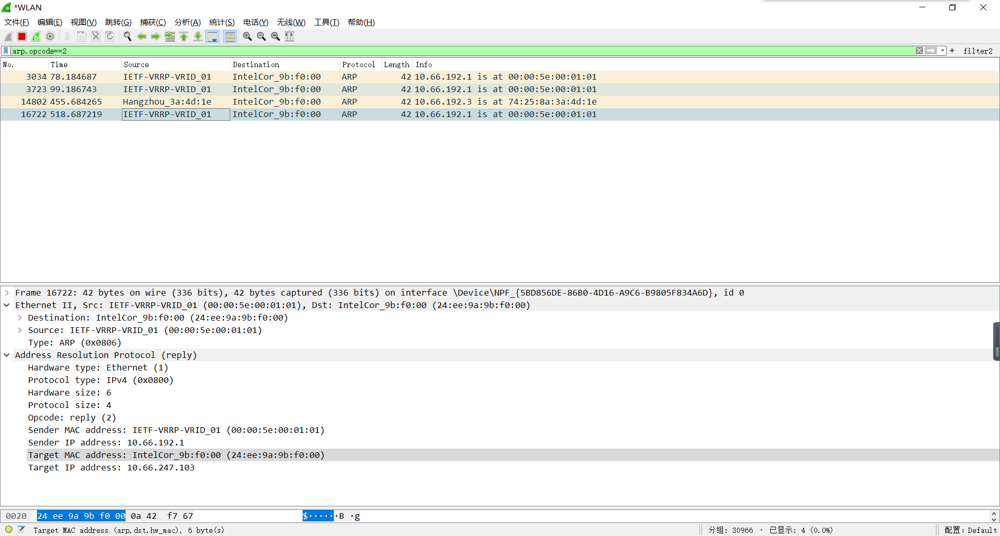 *WLAN
文件(F) 编辑(E) 视图(V) 跳转(G) 捕获(C) 分析(A) 统计(S) 电话(Y) 无线(W) 工具(T) 帮助(H)
arp.opcode==2 + filter2
No. Time Source Destination Protocol Length Info
3034 78.184687 IETF-VRRP-VRID_01 IntelCor_9b:f0:00 ARP 42 10.66.192.1 is at 00:00:5e:00:01:01
3723 99.186743 IETF-VRRP-VRID_01 IntelCor_9b:f0:00 ARP 42 10.66.192.1 is at 00:00:5e:00:01:01
14802 455.684265 Hangzhou_3a:4d:1e IntelCor_9b:f0:00 ARP 42 10.66.192.3 is at 74:25:8a:3a:4d:1e
16722 518.687219 IETF-VRRP-VRID_01 IntelCor_9b:f0:00 ARP 42 10.66.192.1 is at 00:00:5e:00:01:01
Frame 16722: 42 bytes on wire (336 bits), 42 bytes captured (336 bits) on interface \Device\NPF_{5BD856DE-86B0-4D16-A9C6-B9805F834A6D}, id 0
Ethernet II, Src: IETF-VRRP-VRID_01 (00:00:5e:00:01:01), Dst: IntelCor_9b:f0:00 (24:ee:9a:9b:f0:00)
Destination: IntelCor_9b:f0:00 (24:ee:9a:9b:f0:00)
Source: IETF-VRRP-VRID_01 (00:00:5e:00:01:01)
Type: ARP (0x0806)
Address Resolution Protocol (reply)
Hardware type: Ethernet (1)
Protocol type: IPv4 (0x0800)
Hardware size: 6
Protocol size: 4
Opcode: reply (2)
Sender MAC address: IETF-VRRP-VRID_01 (00:00:5e:00:01:01)
Sender IP address: 10.66.192.1
Target MAC address: IntelCor_9b:f0:00 (24:ee:9a:9b:f0:00)
Target IP address: 10.66.247.103
0020 24 ee 9a 9b f0 00 0a 42 f7 67 $······B ·g
Target MAC address (arp.dst.hw_mac), 6 byte(s) 分组: 30966 · 已显示: 4 (0.0%) 配置: Default